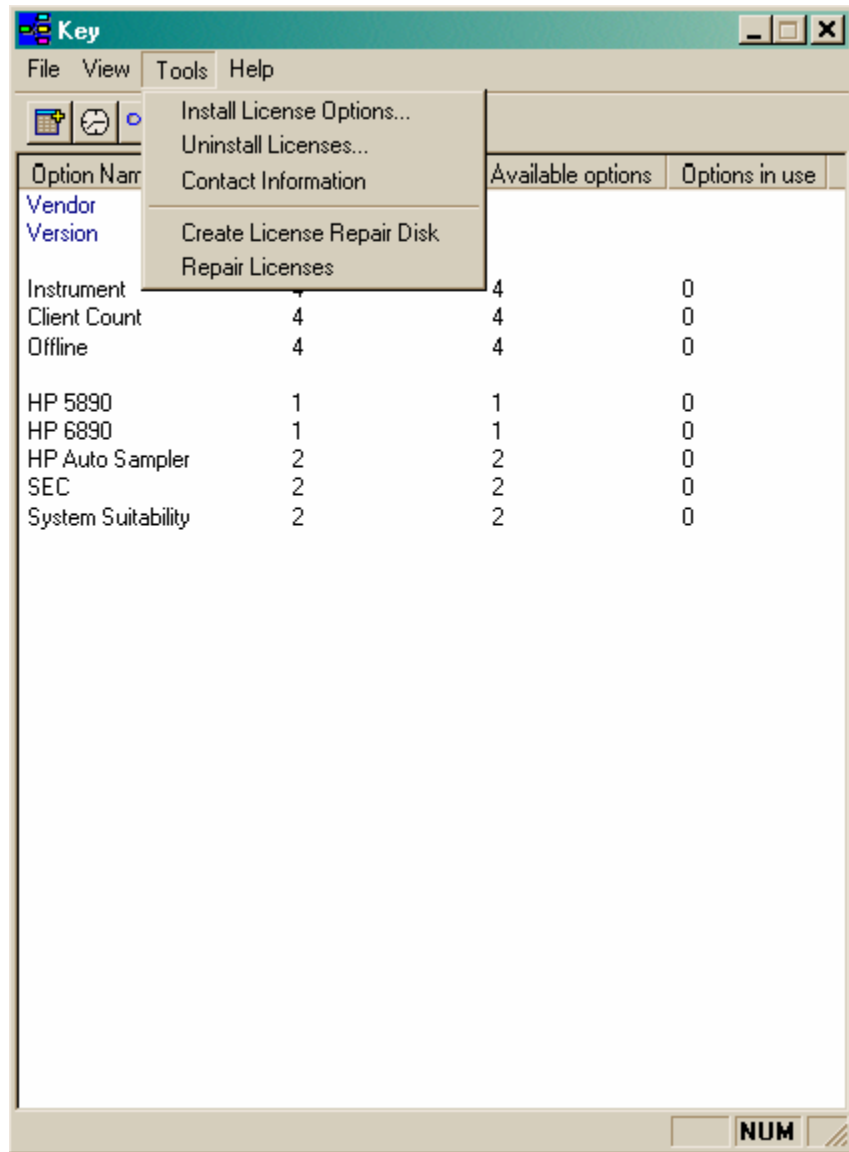 Key
File View Tools Help
Install License Options...
Uninstall Licenses...
Contact Information
Create License Repair Disk
Repair Licenses
Option Nam Available options Options in use
Vendor
Version
Instrument 4 4 0
Client Count 4 4 0
Offline 4 4 0
HP 5890 1 1 0
HP 6890 1 1 0
HP Auto Sampler 2 2 0
SEC 2 2 0
System Suitability 2 2 0
NUM